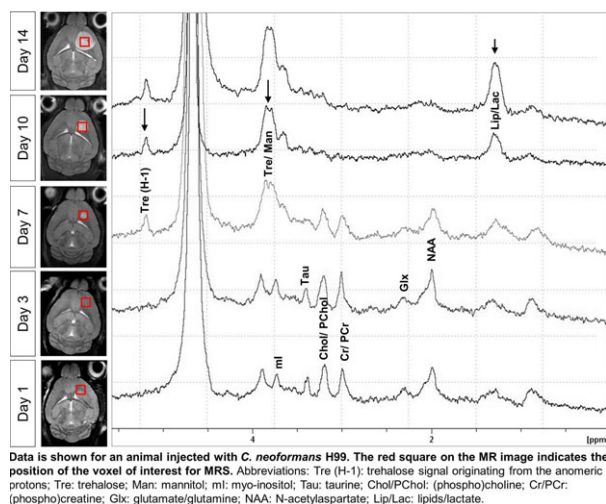 Day 14
Day 10
Day 7
Day 3
Day 1
Tre (H-1)
Tre/ Man
Lip/Lac
Tau
Chol/ PChol
Cr/ PCr
Glx
NAA
mI
4
2
[ppm
Data is shown for an animal injected with C. neoformans H99. The red square on the MR image indicates the
position of the voxel of interest for MRS. Abbreviations: Tre (H-1): trehalose signal originating from the anomeric
protons; Tre: trehalose; Man: mannitol; mI: myo-inositol; Tau: taurine; Chol/PChol: (phospho)choline; Cr/PCr:
(phospho)creatine; Glx: glutamate/glutamine; NAA: N-acetylaspartate; Lip/Lac: lipids/lactate.